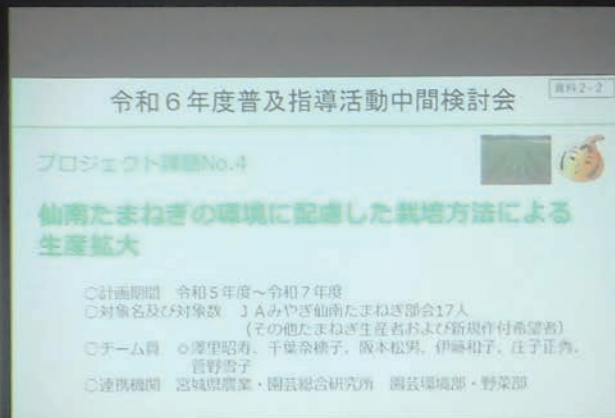 令和６年度普及指導活動中間検討会
資料2-2
プロジェクト課題No.4
仙南たまねぎの環境に配慮した栽培方法による
生産拡大
○計画期間　令和５年度～令和７年度
○対象名及び対象数　ＪＡみやぎ仙南たまねぎ部会17人
（その他たまねぎ生産者および新規作付希望者）
○チーム員　◎澤里昭寿、千葉奈穂子、阪本松男、伊藤和子、庄子正秀、
菅野雪子
○連携機関　宮城県農業・園芸総合研究所　園芸環境部・野菜部